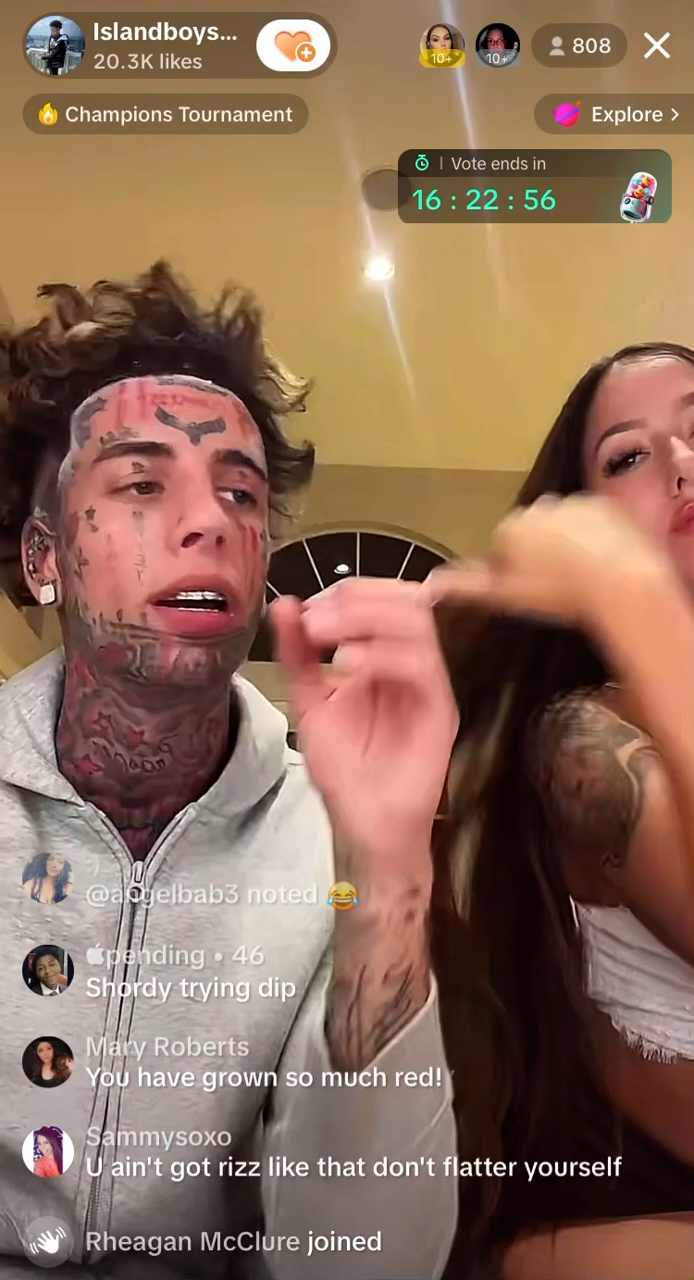 Islandboys...
20.3K likes
10+
10+
808
Champions Tournament
Explore >
Vote ends in
16 : 22 : 56
:)
@angelbab3 noted 😂
pending • 46
Shordy trying dip
Mary Roberts
You have grown so much red!
Sammysoxo
U ain't got rizz like that don't flatter yourself
Rheagan McClure joined